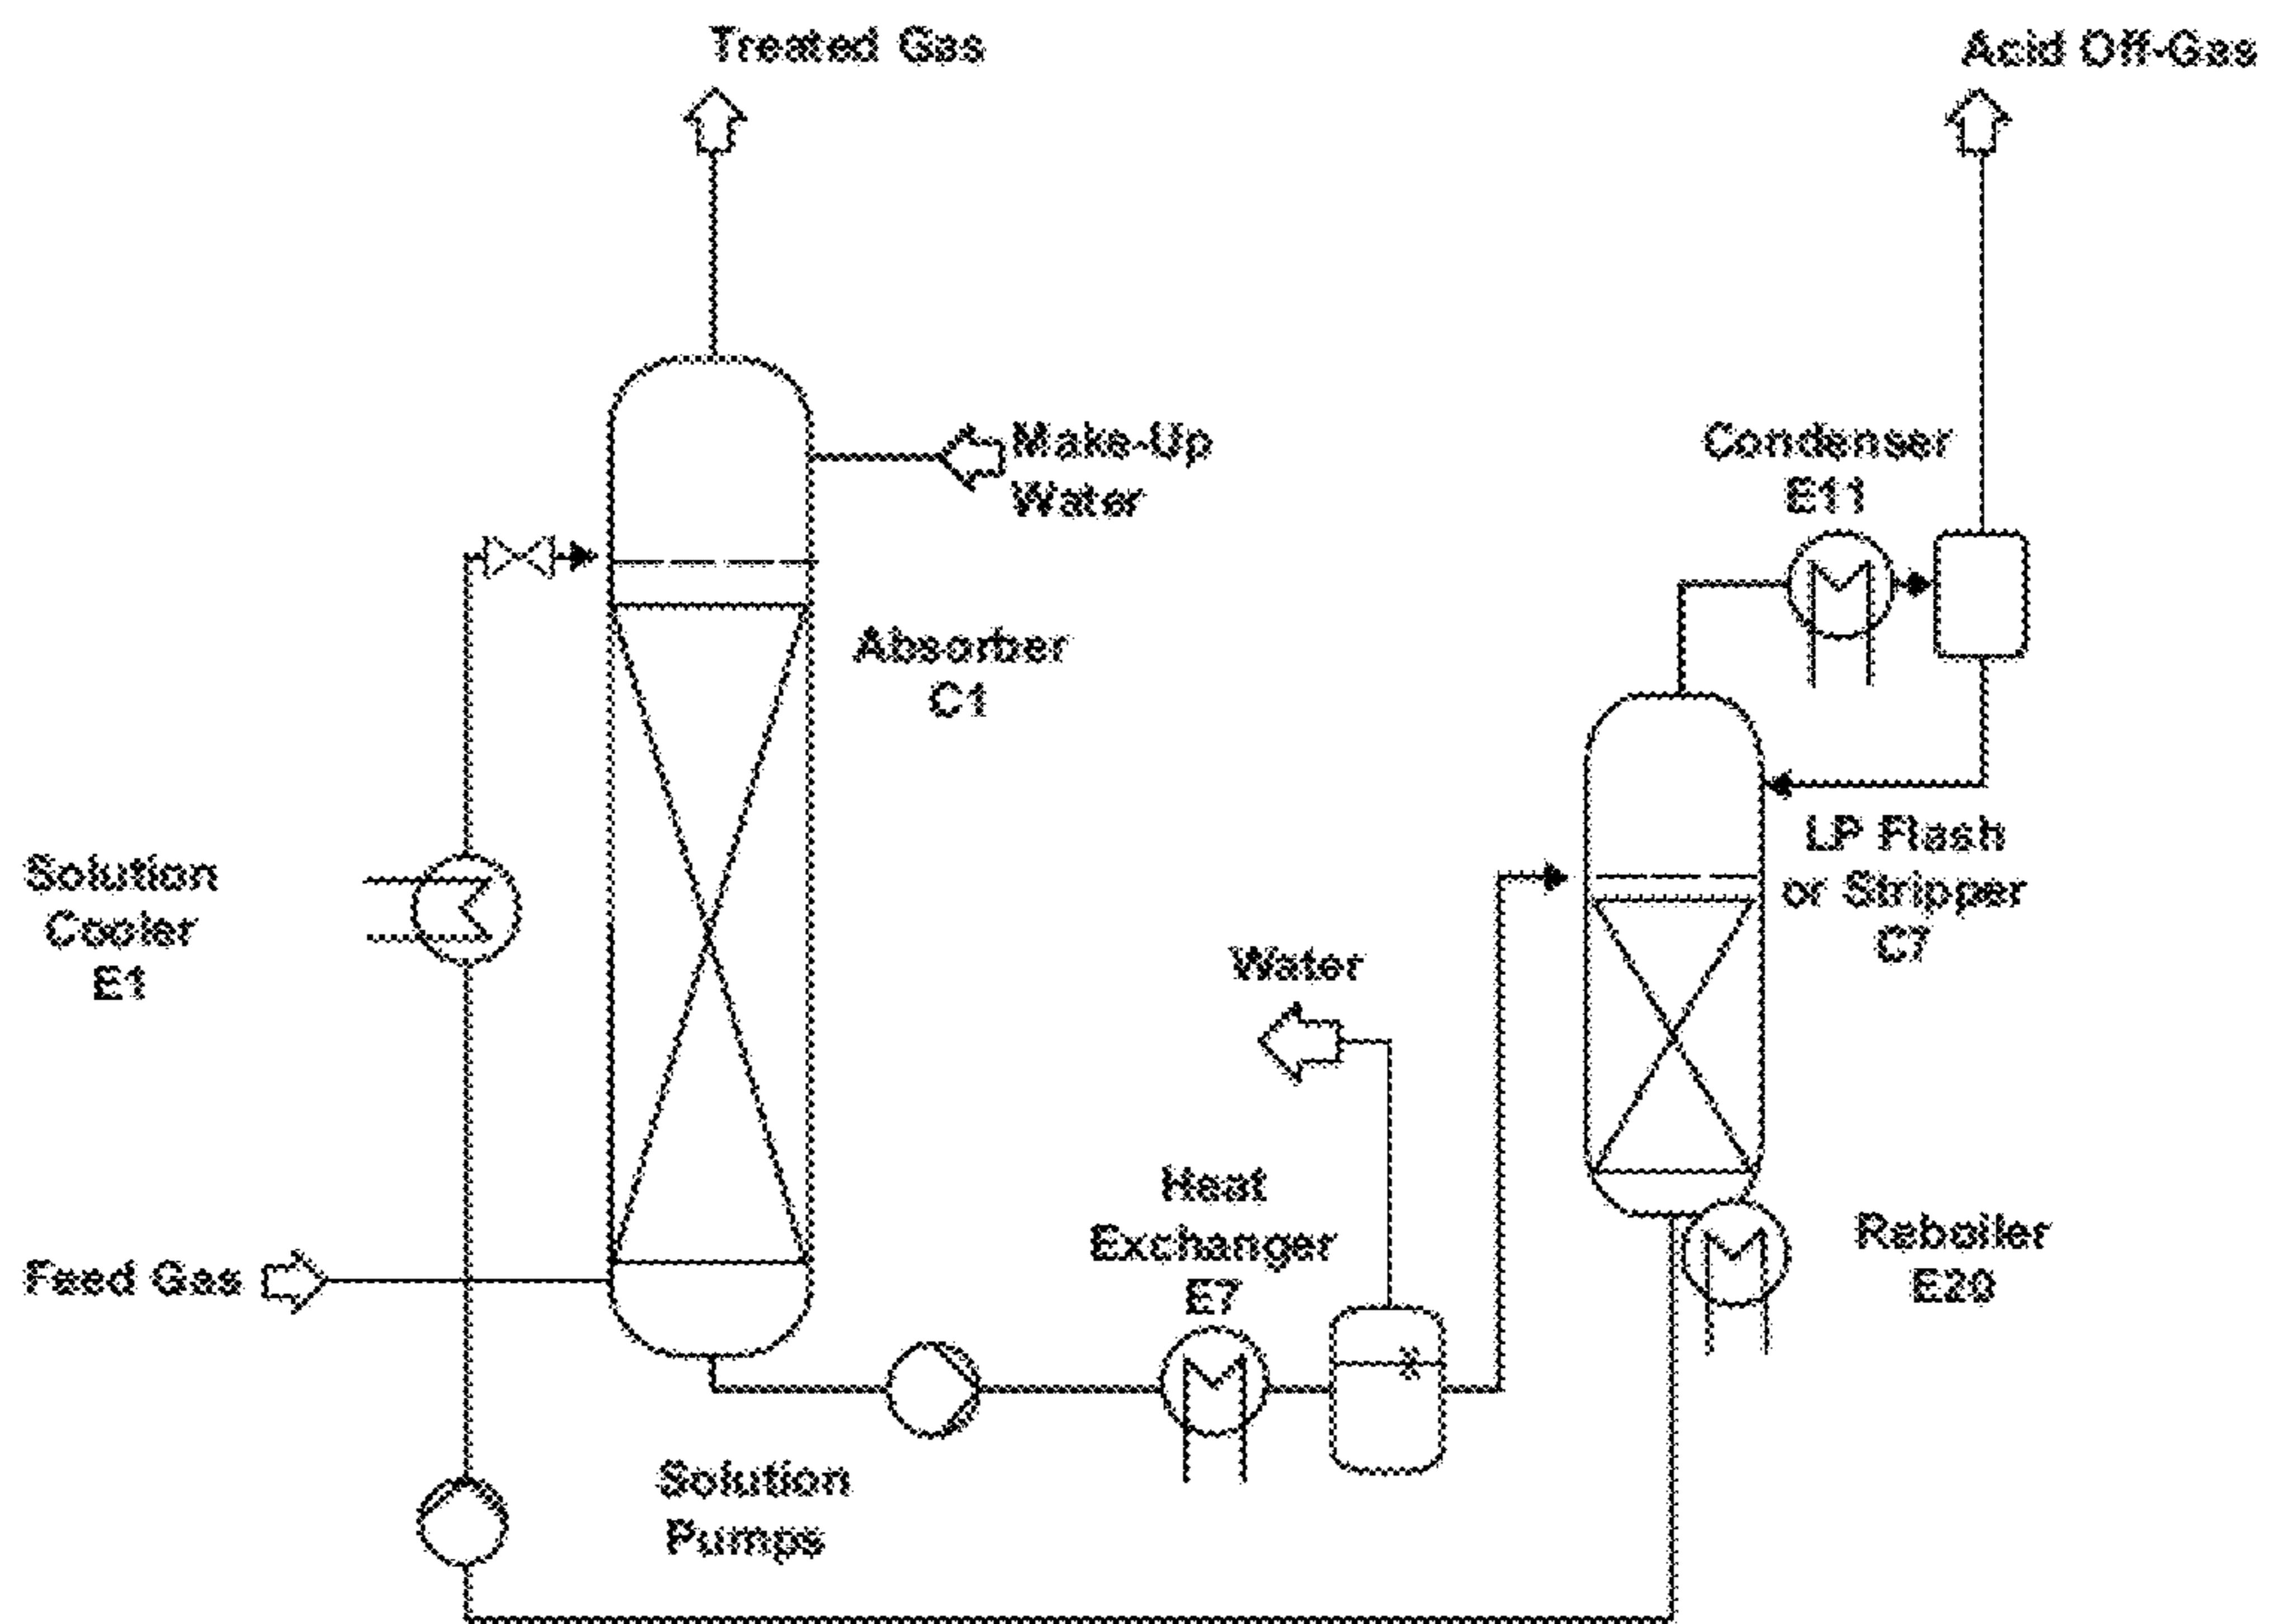 Treated Gas
Acid Off-Gas
Make-Up
Water
Condenser
E11
Absorber
C1
LP Flash
or Stripper
C7
Solution
Cooler
E1
Water
Heat
Exchanger
E7
Reboiler
E20
Feed Gas
Solution
Pumps